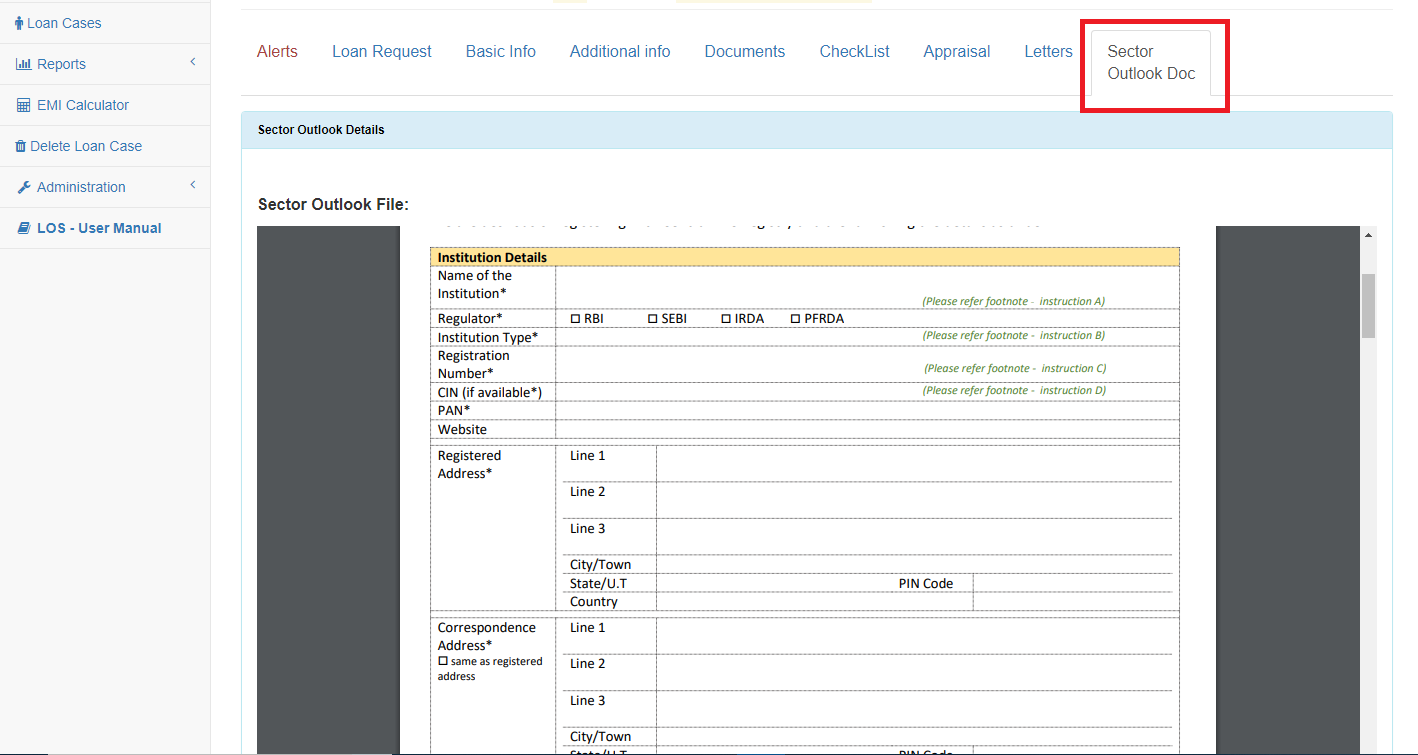 Loan Cases
Reports
EMI Calculator
Delete Loan Case
Administration
LOS - User Manual
Alerts
Loan Request
Basic Info
Additional info
Documents
CheckList
Appraisal
Letters
Sector
Outlook Doc
Sector Outlook Details
Sector Outlook File:
Institution Details
Name of the
Institution*
(Please refer footnote - instruction A)
Regulator*
RBI
SEBI
IRDA
PFRDA
Institution Type*
(Please refer footnote - instruction B)
Registration
Number*
(Please refer footnote - instruction C)
CIN (if available*)
(Please refer footnote - instruction D)
PAN*
Website
Registered
Address*
Line 1
Line 2
Line 3
City/Town
State/U.T
PIN Code
Country
Correspondence
Address*
same as registered
address
Line 1
Line 2
Line 3
City/Town
State/U.T
PIN Code